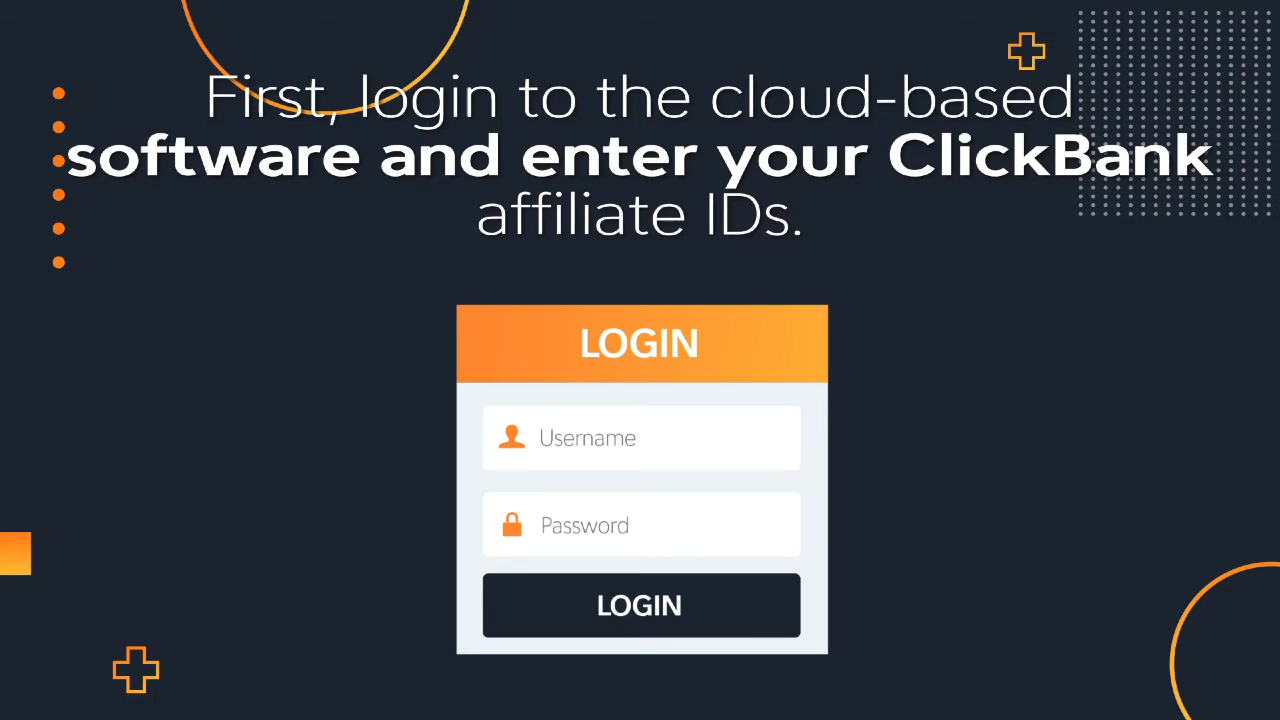 First, login to the cloud-based
software and enter your ClickBank
affiliate IDs.
LOGIN
Username
Password
LOGIN